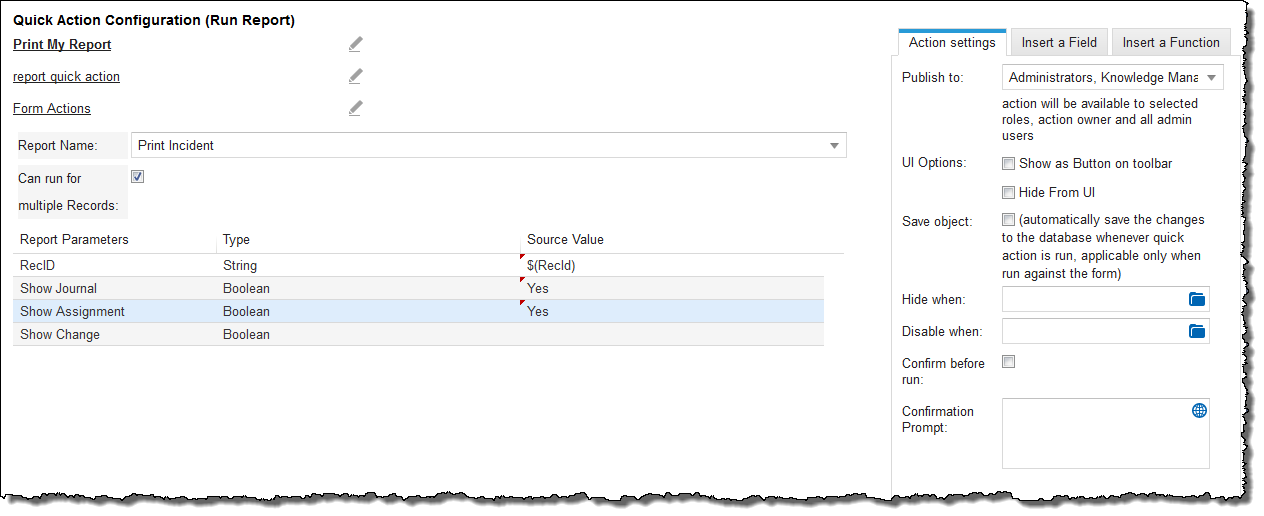 Quick Action Configuration (Run Report)
Print My Report
report quick action
Form Actions
Report Name: Print Incident
Can run for
multiple Records:
Report Parameters Type Source Value
RecID String $(RecId)
Show Journal Boolean Yes
Show Assignment Boolean Yes
Show Change Boolean
Action settings Insert a Field Insert a Function
Publish to: Administrators, Knowledge Mana
action will be available to selected
roles, action owner and all admin
users
UI Options: Show as Button on toolbar
Hide From UI
Save object: (automatically save the changes
to the database whenever quick
action is run, applicable only when
run against the form)
Hide when:
Disable when:
Confirm before
run:
Confirmation
Prompt: